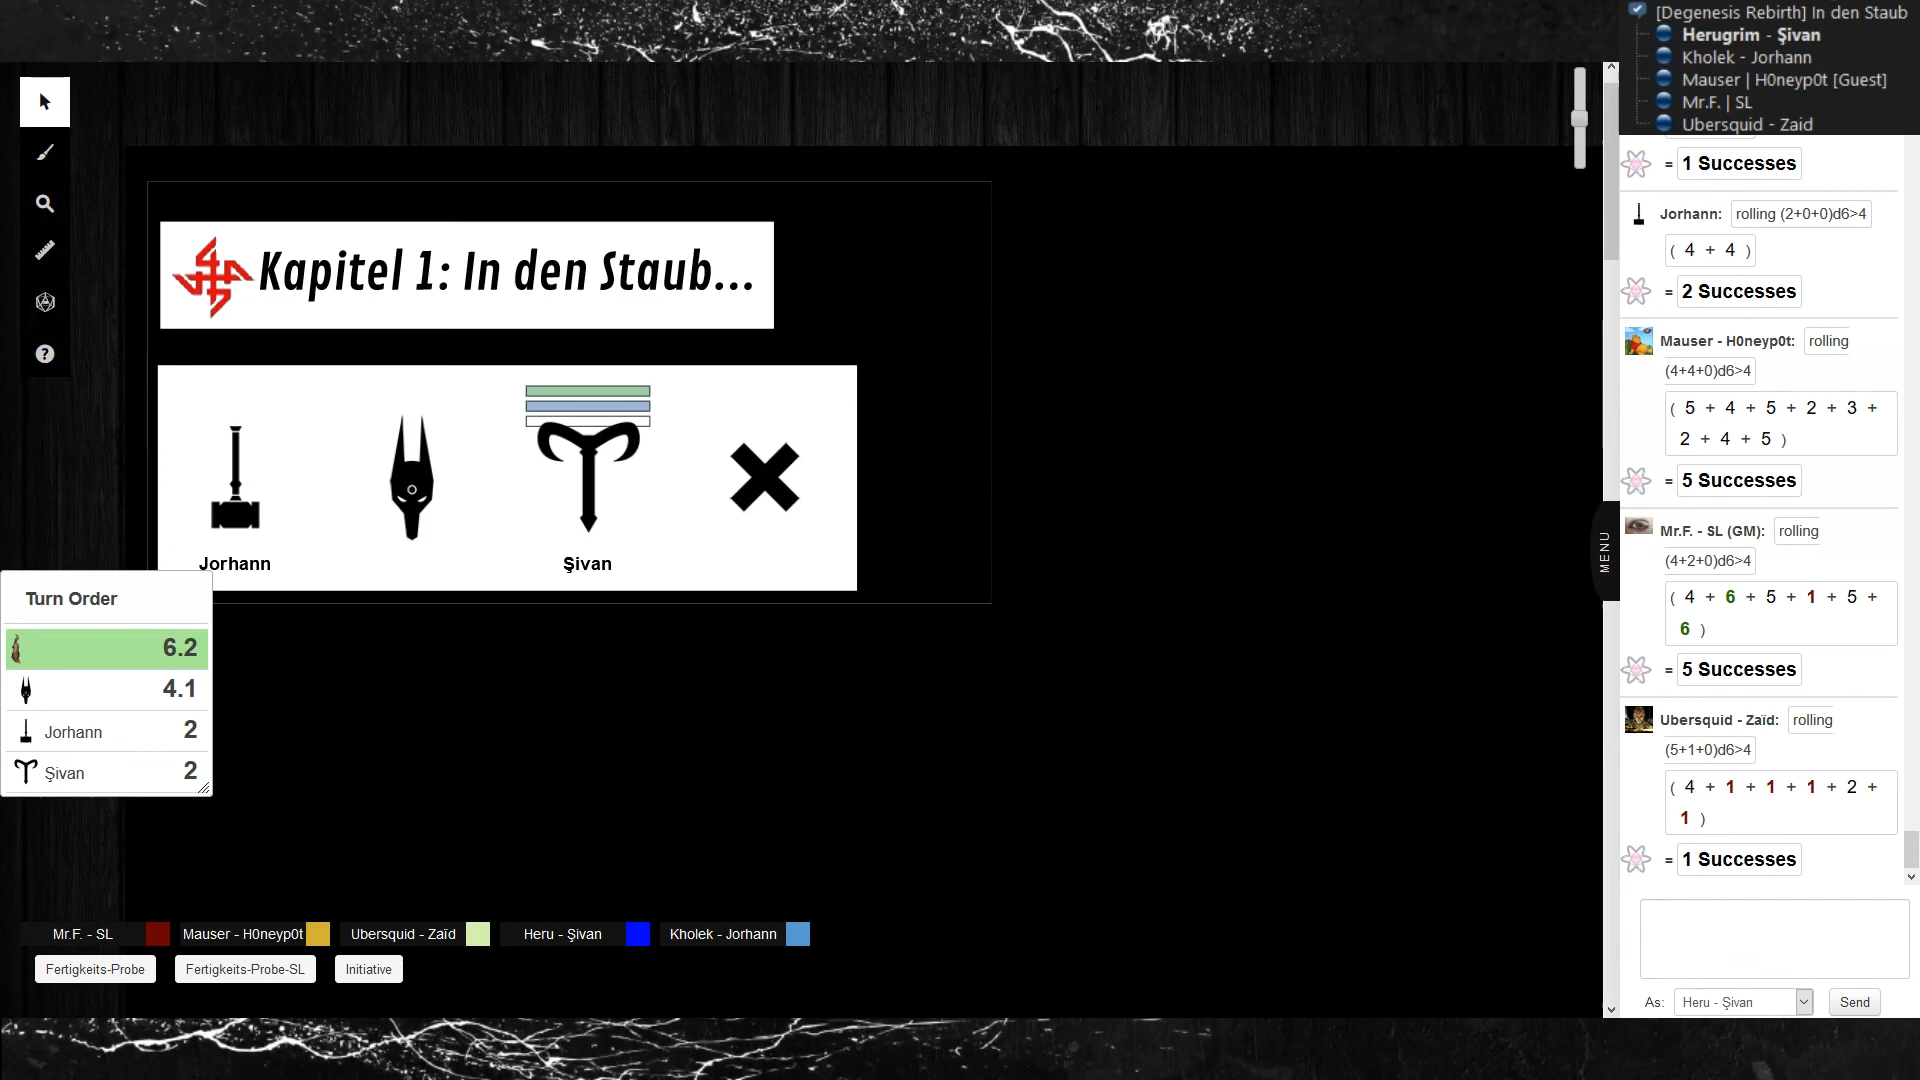 [Degenesis Rebirth] In den Staub
Herugrim - Şivan
Kholek - Jorhann
Mauser | H0neyp0t [Guest]
Mr.F. | SL
Ubersquid - Zaid
Kapitel 1: In den Staub...
Jorhann
Şivan
Turn Order
6.2
4.1
Jorhann 2
Şivan 2
Mr.F. - SL
Mauser - H0neyp0t
Ubersquid - Zaïd
Heru - Şivan
Kholek - Jorhann
Fertigkeits-Probe
Fertigkeits-Probe-SL
Initiative
MENU
= 1 Successes
Jorhann: rolling (2+0+0)d6>4
( 4 + 4 )
= 2 Successes
Mauser - H0neyp0t: rolling
(4+4+0)d6>4
( 5 + 4 + 5 + 2 + 3 +
2 + 4 + 5 )
= 5 Successes
Mr.F. - SL (GM): rolling
(4+2+0)d6>4
( 4 + 6 + 5 + 1 + 5 +
6 )
= 5 Successes
Ubersquid - Zaïd: rolling
(5+1+0)d6>4
( 4 + 1 + 1 + 1 + 2 +
1 )
= 1 Successes
As: Heru - Şivan Send